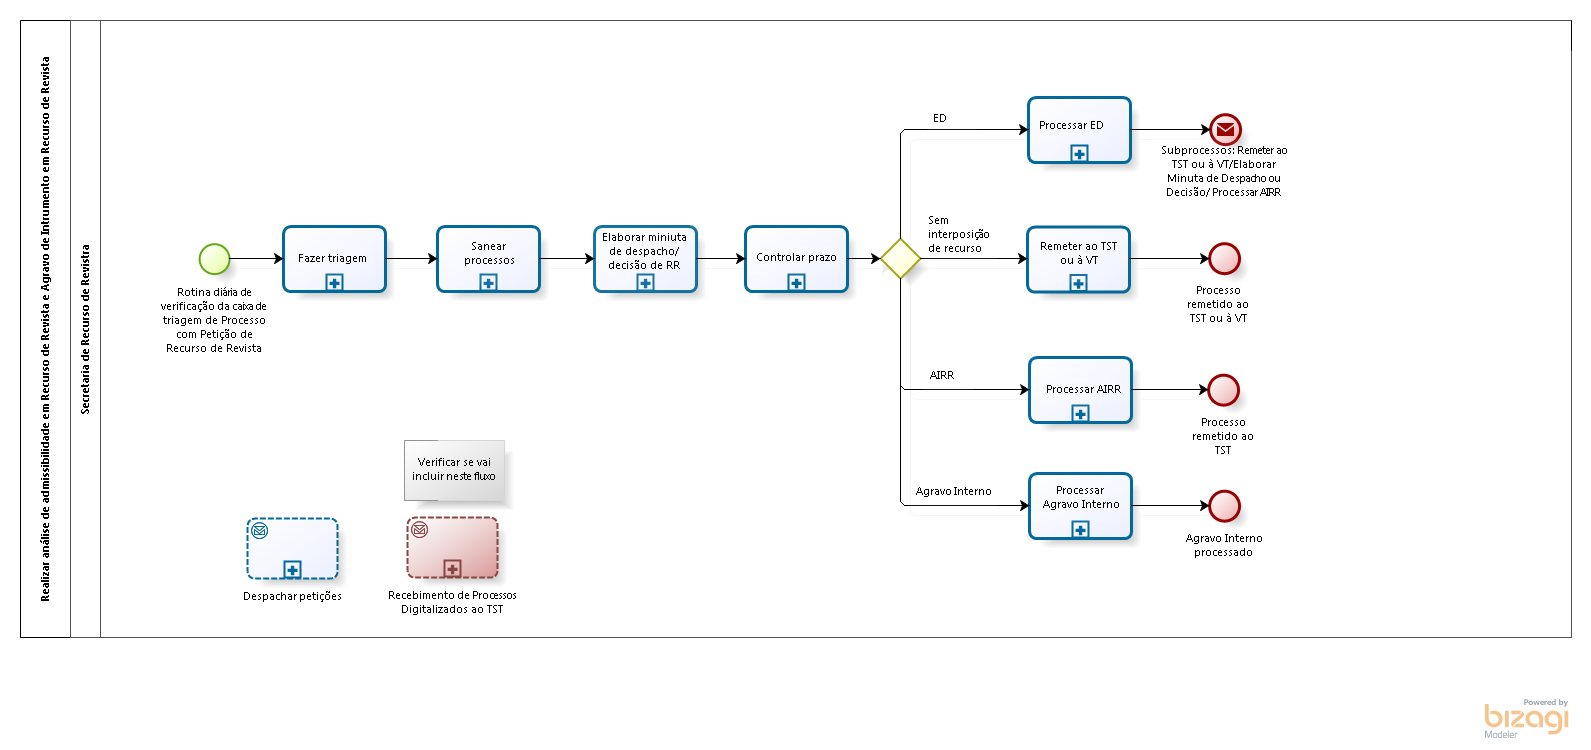 Realizar análise de admissibilidade em Recurso de Revista e Agravo de Intrumento em Recurso de Revista
Secretaria de Recurso de Revistra
Rotina diária de
verificação da caixa de
triagem de Processo
com Petição de
Recurso de Revista
Fazer triagem
Sanear
processos
Elaborar miniuta
de despacho/
decisão de RR
Controlar prazo
ED
Processar ED
Subprocessos: Remeter ao
TST ou à VT/Elaborar
Minuta de Despacho ou
Decisão/ Processar AIRR
Sem
interposição
de recurso
Remeter ao TST
ou à VT
Processo
remetido ao
TST ou à VT
AIRR
Processar AIRR
Processo
remetido ao
TST
Agravo Interno
Processar
Agravo Interno
Agravo Interno
processado
Verificar se vai
incluir neste fluxo
Despachar petições
Recebimento de Processos
Digitalizados ao TST
Powered by
bizagi
Modeler